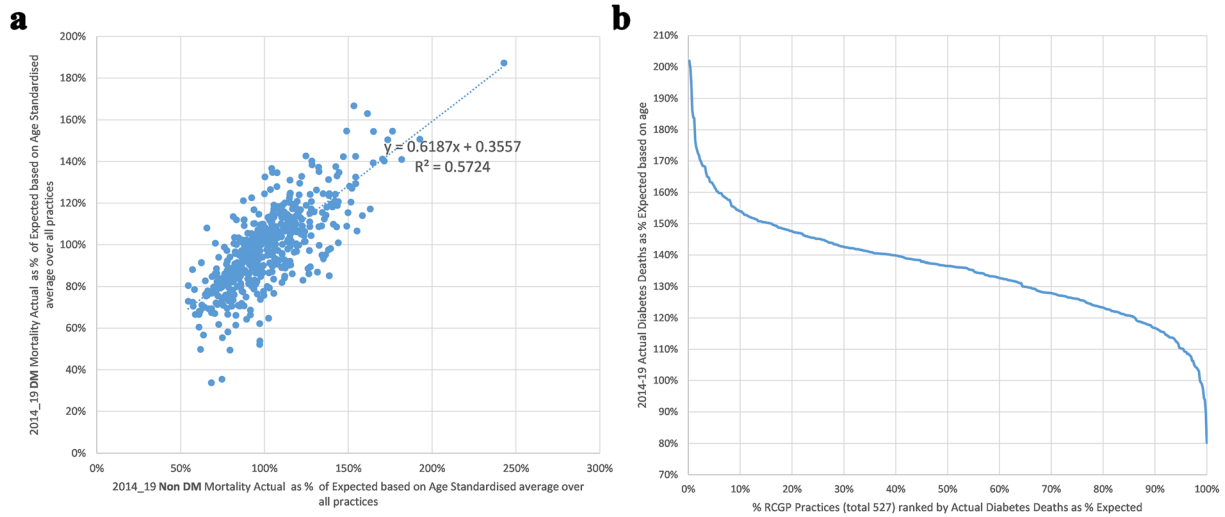 a
2014_19 DM Mortality Actual as % of Expected based on Age Standardised
average over all practices
200%
180%
160%
140%
120%
100%
80%
60%
40%
20%
0%
y = 0.6187x + 0.3557
R² = 0.5724
0% 50% 100% 150% 200% 250% 300%
2014_19 Non DM Mortality Actual as % of Expected based on Age Standardised average over
all practices
b
2014-19 Actual Diabetes Deaths as % EXpected based on age
210%
200%
190%
180%
170%
160%
150%
140%
130%
120%
110%
100%
90%
80%
70%
0% 10% 20% 30% 40% 50% 60% 70% 80% 90% 100%
% RCGP Practices (total 527) ranked by Actual Diabetes Deaths as % Expected